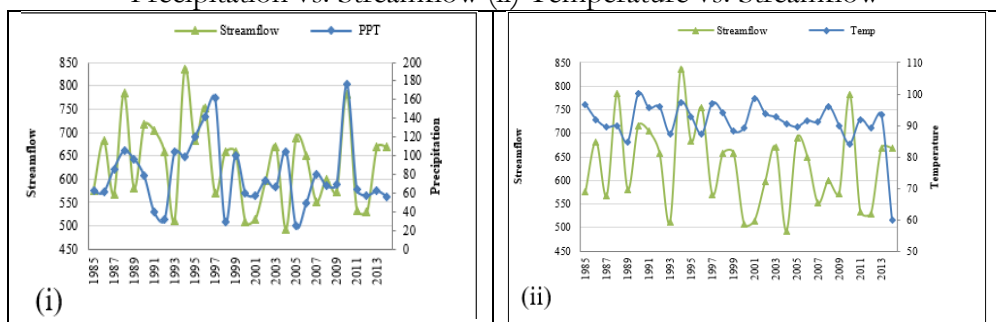 Precipitation vs. Streamflow (ii) Temperature vs. Streamflow
Streamflow PPT
850 800 750 700 650 600 550 500 450
Streamflow
200 180 160 140 120 100 80 60 40 20 0
Precipitation
1985 1987 1989 1991 1993 1995 1997 1999 2001 2003 2005 2007 2009 2011 2013
(i)
Streamflow Temp
850 800 750 700 650 600 550 500 450
Streamflow
110 100 90 80 70 60 50
Temperature
1985 1987 1989 1991 1993 1995 1997 1999 2001 2003 2005 2007 2009 2011 2013
(ii)